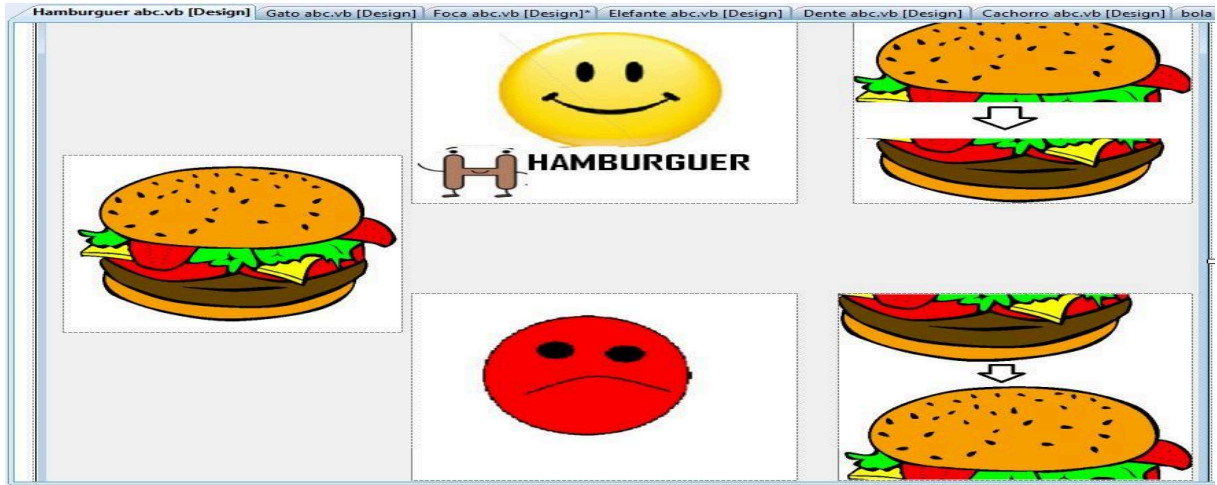 Hamburguer abc.vb [Design] Gato abc.vb [Design] Foca abc.vb [Design]* Elefante abc.vb [Design] Dente abc.vb [Design] Cachorro abc.vb [Design] bola
H HAMBURGUER